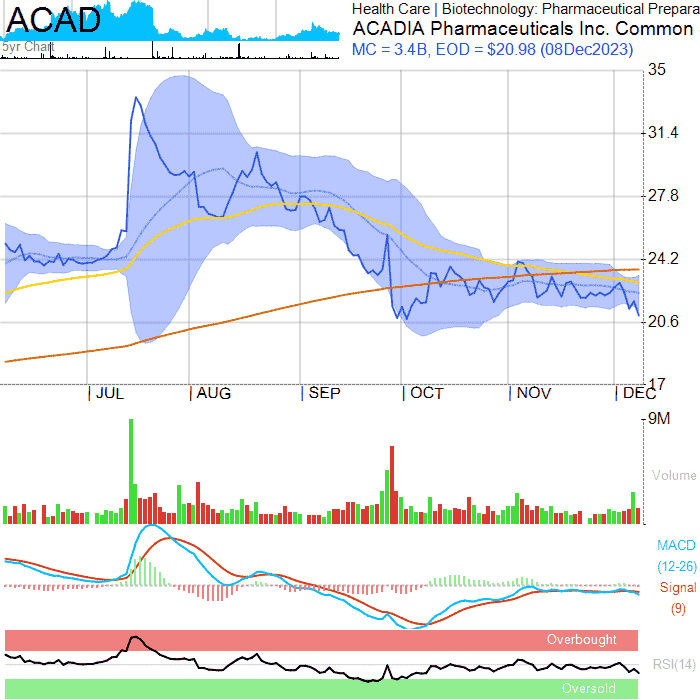 ACAD
5yr Chart
Health Care | Biotechnology: Pharmaceutical Prepara
ACADIA Pharmaceuticals Inc. Common
MC = 3.4B, EOD = $20.98 (08Dec2023)
35
31.4
27.8
24.2
20.6
17
JUL AUG SEP OCT NOV DEC
9M
Volume
MACD
(12-26)
Signal
(9)
Overbought
RSI(14)
Oversold